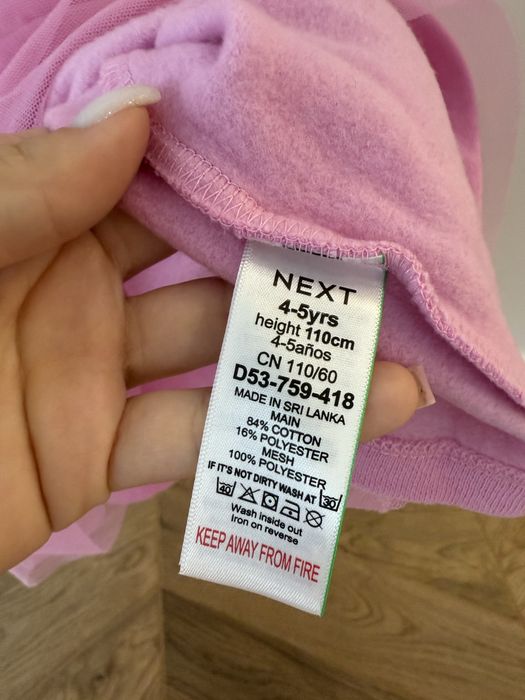 NEXT
4-5yrs
height 110cm
4-5años
CN 110/60
D53-759-418
MADE IN SRI LANKA
MAIN
84% COTTON
16% POLYESTER
MESH
100% POLYESTER
IF IT'S NOT DIRTY WASH AT 30
40
Wash inside out
Iron on reverse
KEEP AWAY FROM FIRE